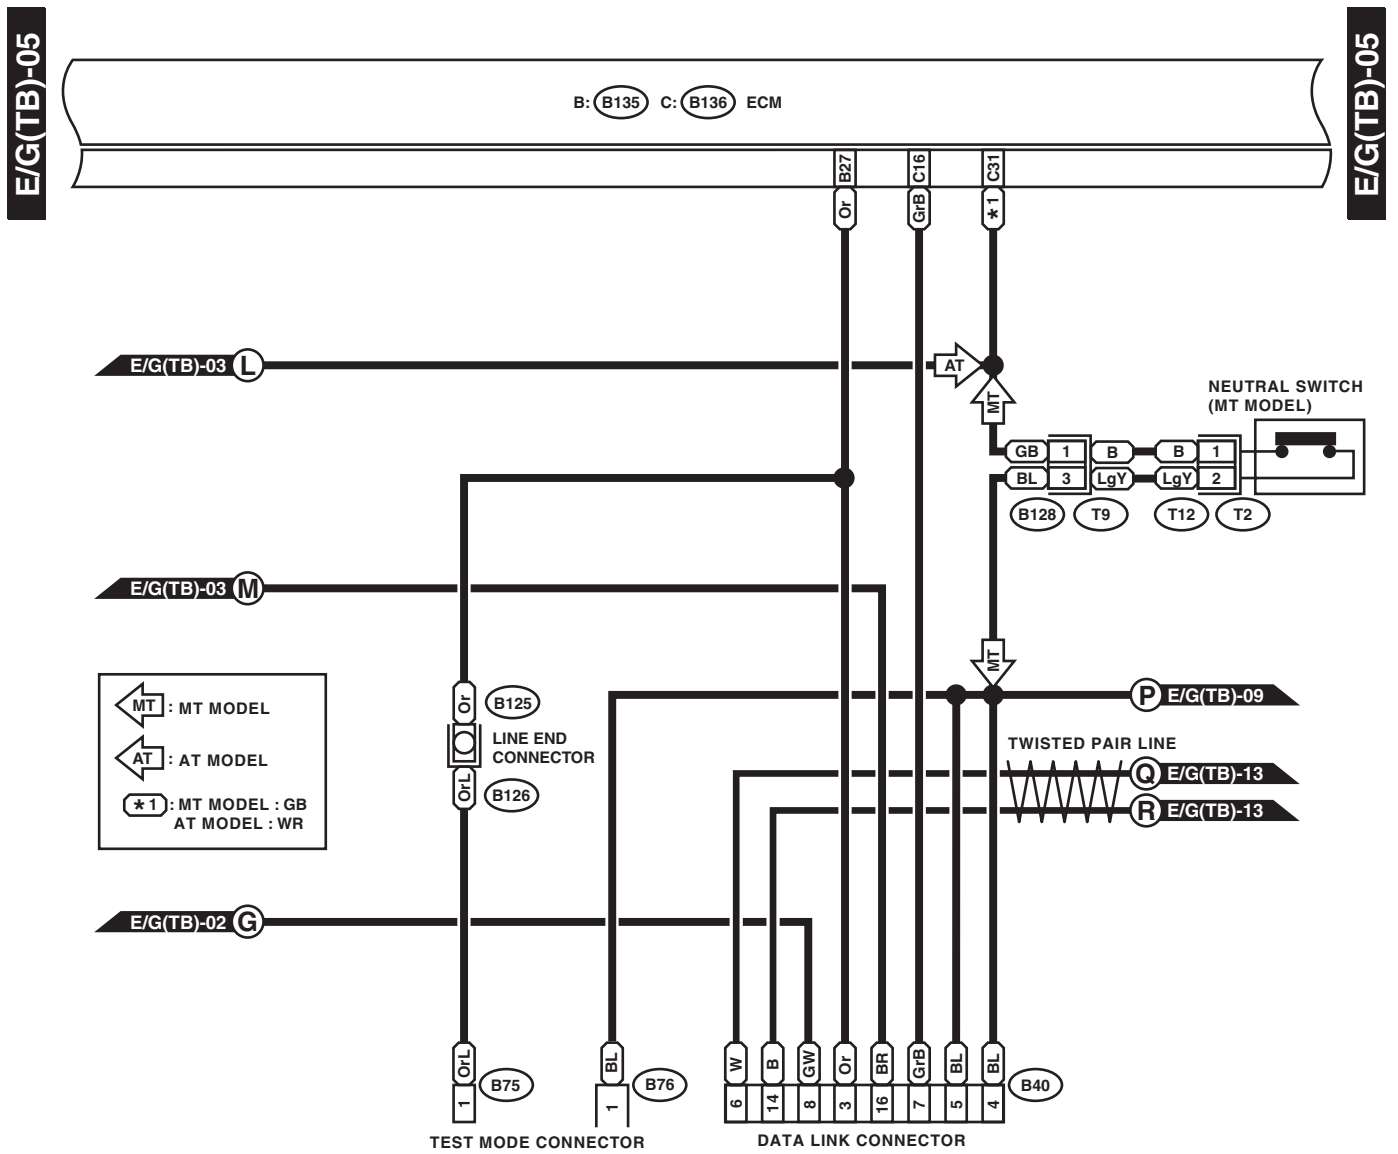 E/G(TB)-05
E/G(TB)-05
B: B135 C: B136 ECM
B27 C16 C31
Or GrB *1
E/G(TB)-03 L
AT
MT
NEUTRAL SWITCH
(MT MODEL)
GB 1 B B 1
BL 3 LgY LgY 2
B128 T9 T12 T2
E/G(TB)-03 M
MT
MT : MT MODEL
AT : AT MODEL
*1 : MT MODEL : GB
AT MODEL : WR
Or B125
LINE END
CONNECTOR
OrL B126
P E/G(TB)-09
TWISTED PAIR LINE
Q E/G(TB)-13
R E/G(TB)-13
E/G(TB)-02 G
OrL BL W B GW Or BR GrB BL BL
1 B75 1 B76 6 14 8 3 16 7 5 4 B40
TEST MODE CONNECTOR
DATA LINK CONNECTOR